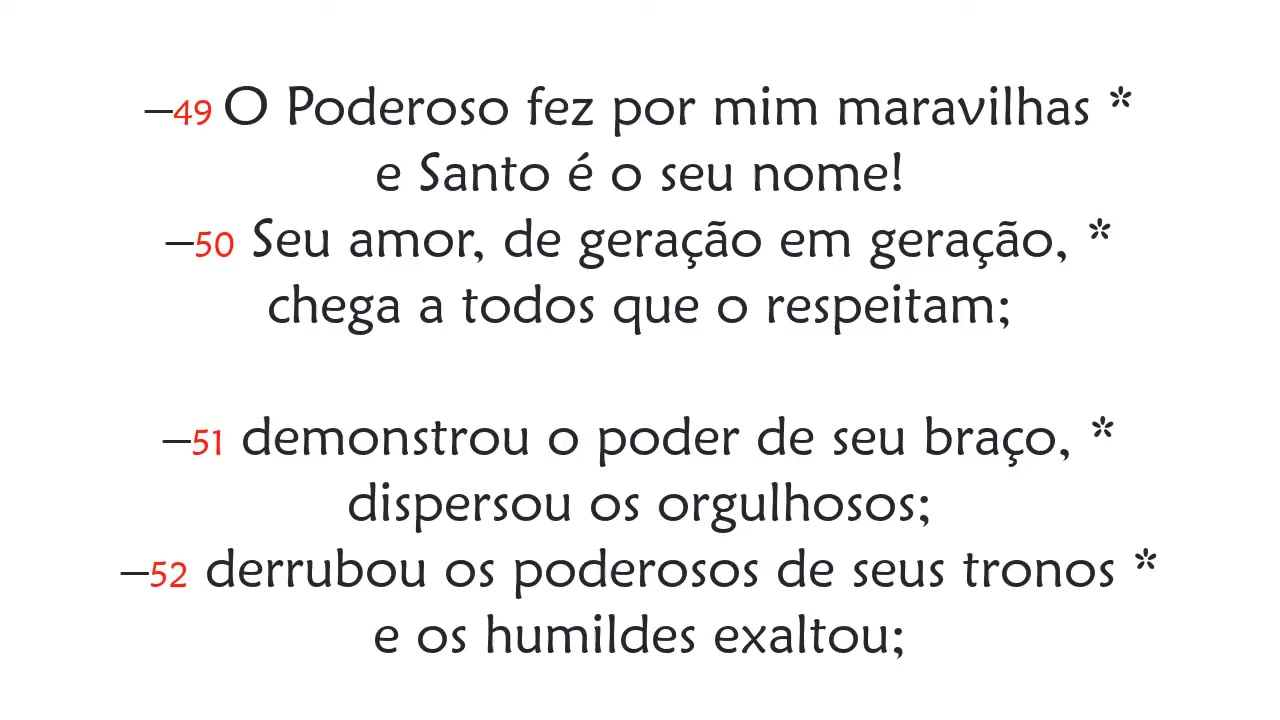 –49 O Poderoso fez por mim maravilhas *
e Santo é o seu nome!
–50 Seu amor, de geração em geração, *
chega a todos que o respeitam;
–51 demonstrou o poder de seu braço, *
dispersou os orgulhosos;
–52 derrubou os poderosos de seus tronos *
e os humildes exaltou;